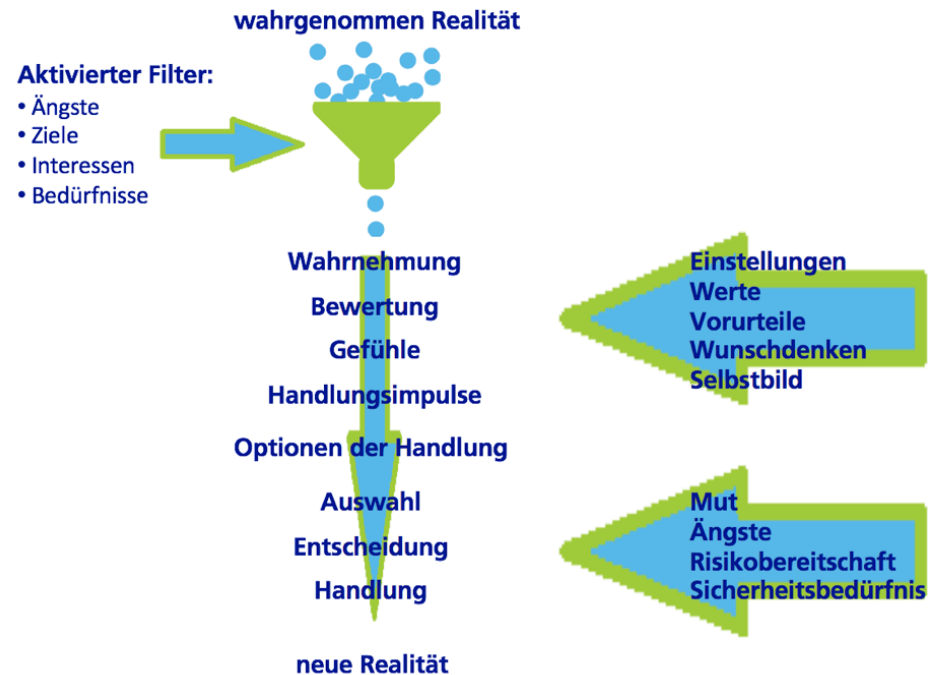 wahrgenommen Realität
Aktivierter Filter:
• Ängste
• Ziele
• Interessen
• Bedürfnisse
Wahrnehmung
Bewertung
Gefühle
Handlungsimpulse
Optionen der Handlung
Auswahl
Entscheidung
Handlung
neue Realität
Einstellungen
Werte
Vorurteile
Wunschdenken
Selbstbild
Mut
Ängste
Risikobereitschaft
Sicherheitsbedürfnis